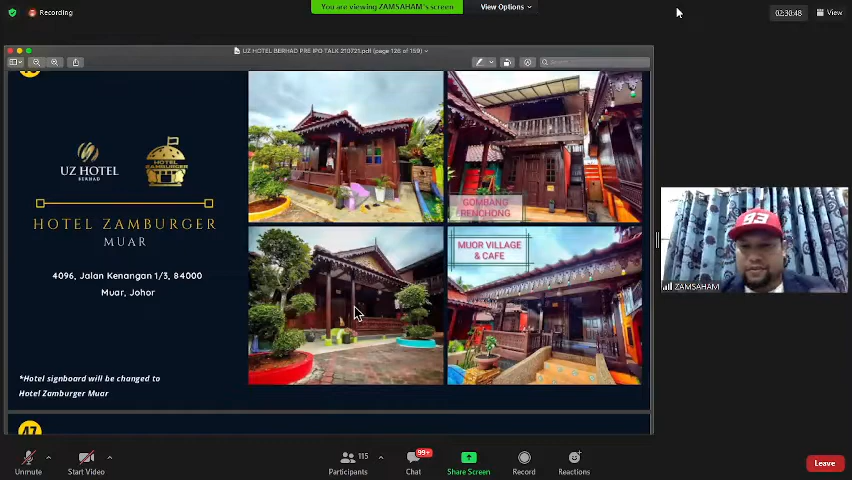 Recording
You are viewing ZAMSAHAM's screen
View Options
02:30:48
View
UZ HOTEL BERHAD PRE IPO TALK 210721.pdf (page 126 of 159)
Search
UZ HOTEL
BERHAD
HOTEL
ZAMBURGER
HOTEL ZAMBURGER
MUAR
4096, Jalan Kenangan 1/3, 84000
Muar, Johor
*Hotel signboard will be changed to
Hotel Zamburger Muar
GOMBANG
RENCHONG
MUOR VILLAGE
& CAFE
93
ZAMSAHAM
47
Unmute
Start Video
115
Participants
99+
Chat
Share Screen
Record
Reactions
Leave